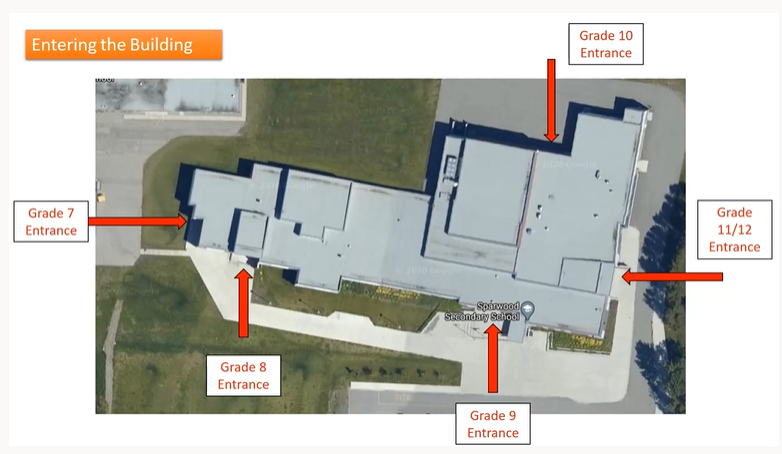 Entering the Building
Grade 10
Entrance
Grade 7
Entrance
Grade
11/12
Entrance
Sparwood
Secondary School
Grade 8
Entrance
Grade 9
Entrance